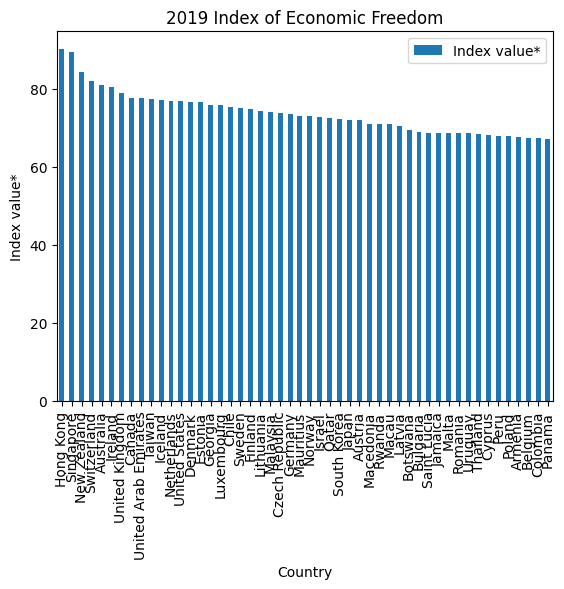 2019 Index of Economic Freedom
Index value*
Index value*
80
60
40
20
0
Hong Kong
Singapore
New Zealand
Switzerland
Australia
Ireland
United Kingdom
Canada
United Arab Emirates
Taiwan
Iceland
Netherlands
United States
Denmark
Estonia
Georgia
Luxembourg
Chile
Sweden
Finland
Lithuania
Malaysia
Czech Republic
Germany
Mauritius
Norway
Israel
Qatar
South Korea
Japan
Austria
Macedonia
Rwanda
Macau
Latvia
Botswana
Bulgaria
Saint Lucia
Jamaica
Malta
Romania
Uruguay
Thailand
Cyprus
Peru
Poland
Armenia
Belgium
Colombia
Panama
Country